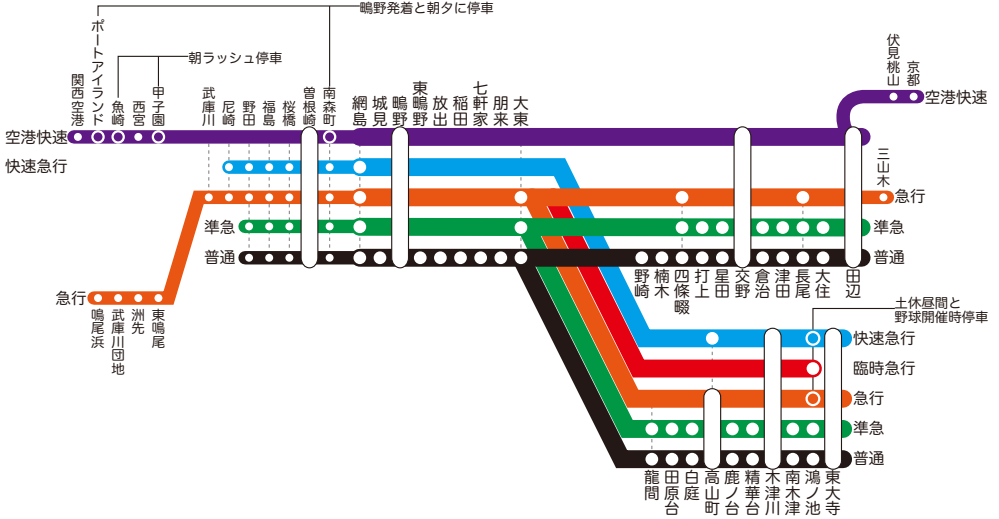 鴫野発着と朝夕に停車
朝ラッシュ停車
関西空港
ポートアイランド
魚崎
西宮
甲子園
武庫川
尼崎
野田
福島
桜橋
曽根崎
南森町
網島
城見
鴫野
東鴫野
放出
稲田
七軒家
朋来
大東
伏見桃山
京都
空港快速
空港快速
快速急行
三山木
急行
準急
準急
普通
普通
野崎
楠木
四條畷
打上
星田
交野
倉治
津田
長尾
大住
田辺
急行
鳴尾浜
武庫川団地
洲先
東鳴尾
土休昼間と
野球開催時停車
快速急行
臨時急行
急行
準急
普通
龍間
田原台
白庭
高山町
鹿ノ台
精華台
木津川
南木津
鴻ノ池
東大寺